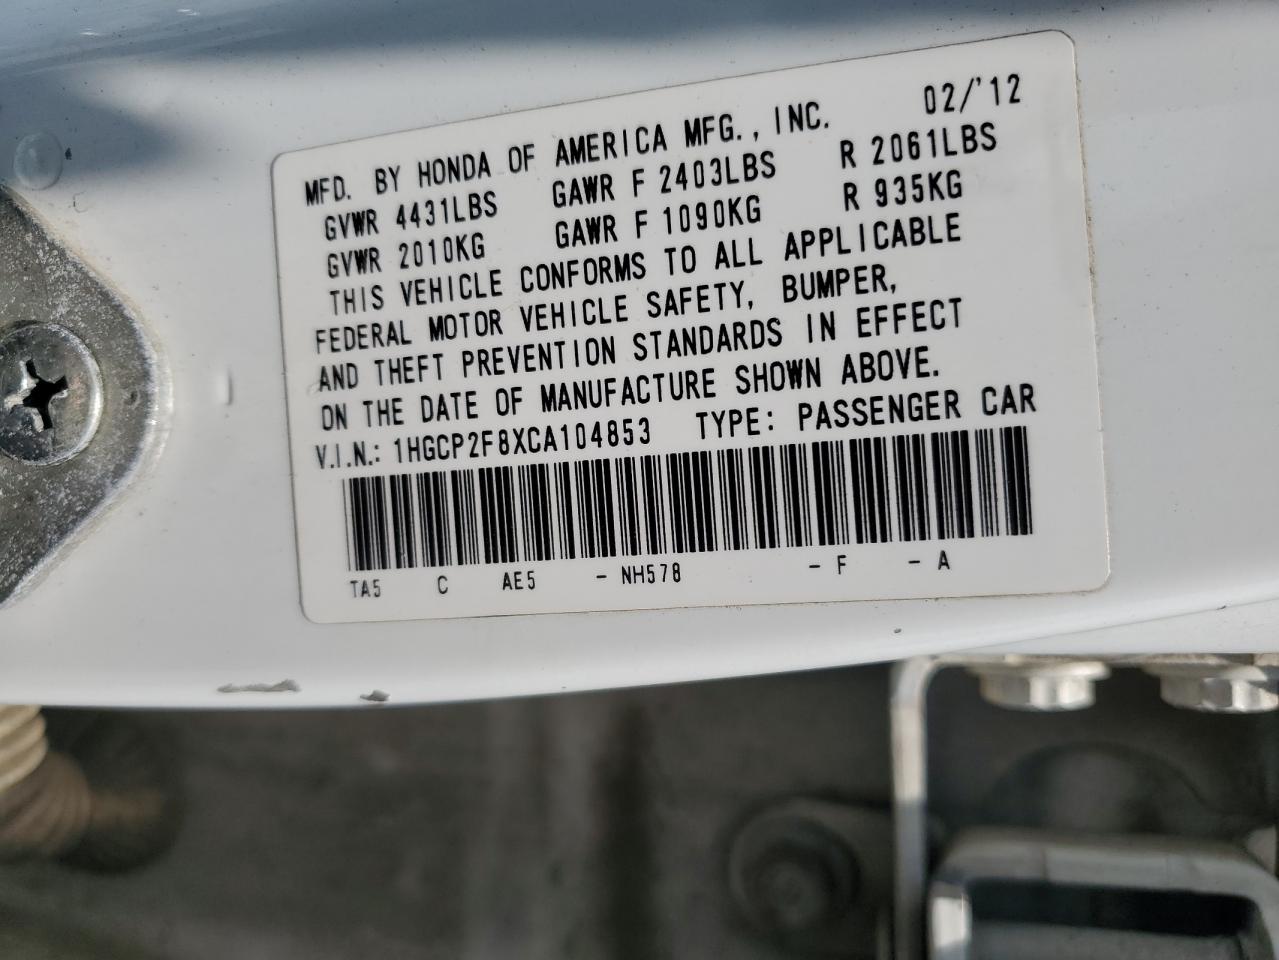 02/'12
MFD. BY HONDA OF AMERICA MFG., INC.
GVWR 4431LBS GAWR F 2403LBS R 2061LBS
GVWR 2010KG GAWR F 1090KG R 935KG
THIS VEHICLE CONFORMS TO ALL APPLICABLE
FEDERAL MOTOR VEHICLE SAFETY, BUMPER,
AND THEFT PREVENTION STANDARDS IN EFFECT
ON THE DATE OF MANUFACTURE SHOWN ABOVE.
V.I.N.: 1HGCP2F8XCA104853 TYPE: PASSENGER CAR
TA5 C AE5 - NH578 - F - A